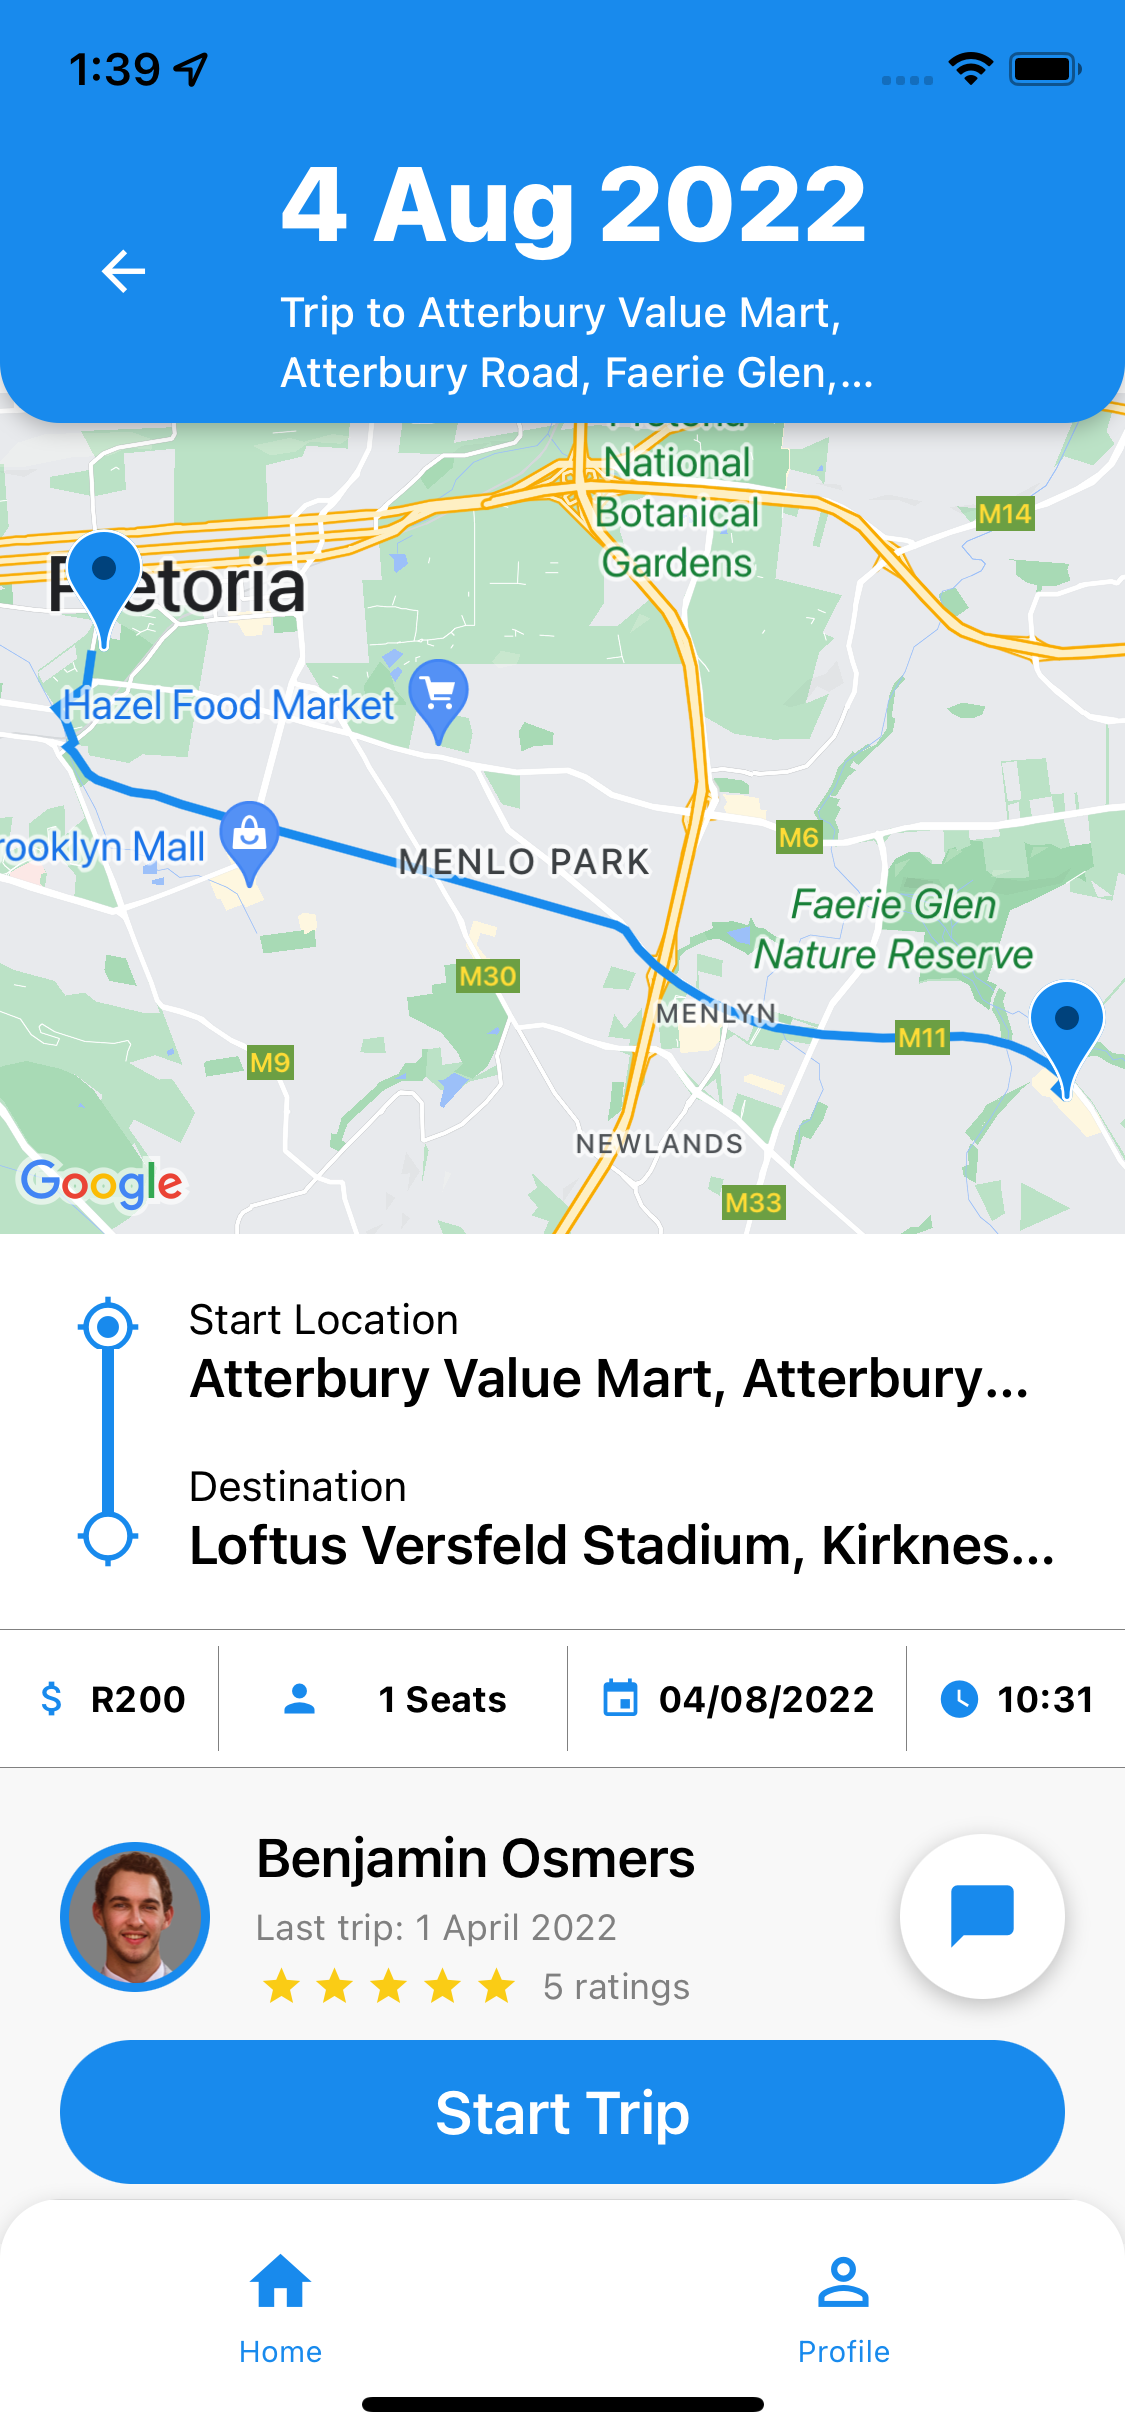 1:39
4 Aug 2022
Trip to Atterbury Value Mart,
Atterbury Road, Faerie Glen,...
National
Botanical
Gardens
M14
Hazel Food Market
M6
rooklyn Mall
MENLO PARK
Faerie Glen
Nature Reserve
M30
MENLYN
M11
M9
NEWLANDS
Google
M33
Start Location
Atterbury Value Mart, Atterbury...
Destination
Loftus Versfeld Stadium, Kirknes...
R200
1 Seats
04/08/2022
10:31
Benjamin Osmers
Last trip: 1 April 2022
5 ratings
Start Trip
Home
Profile